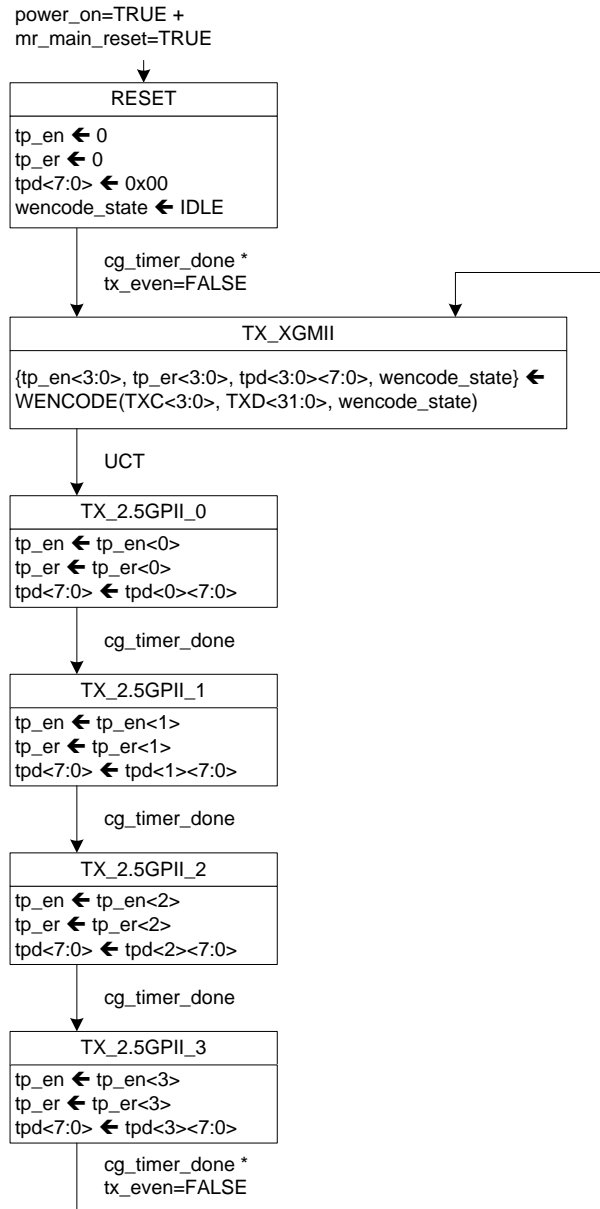 power_on=TRUE +
mr_main_reset=TRUE
RESET
tp_en 🡸 0
tp_er 🡸 0
tpd<7:0> 🡸 0x00
wencode_state 🡸 IDLE
cg_timer_done *
tx_even=FALSE
TX_XGMII
{tp_en<3:0>, tp_er<3:0>, tpd<3:0><7:0>, wencode_state} 🡸
WENCODE(TXC<3:0>, TXD<31:0>, wencode_state)
UCT
TX_2.5GPII_0
tp_en 🡸 tp_en<0>
tp_er 🡸 tp_er<0>
tpd<7:0> 🡸 tpd<0><7:0>
cg_timer_done
TX_2.5GPII_1
tp_en 🡸 tp_en<1>
tp_er 🡸 tp_er<1>
tpd<7:0> 🡸 tpd<1><7:0>
cg_timer_done
TX_2.5GPII_2
tp_en 🡸 tp_en<2>
tp_er 🡸 tp_er<2>
tpd<7:0> 🡸 tpd<2><7:0>
cg_timer_done
TX_2.5GPII_3
tp_en 🡸 tp_en<3>
tp_er 🡸 tp_er<3>
tpd<7:0> 🡸 tpd<3><7:0>
cg_timer_done *
tx_even=FALSE